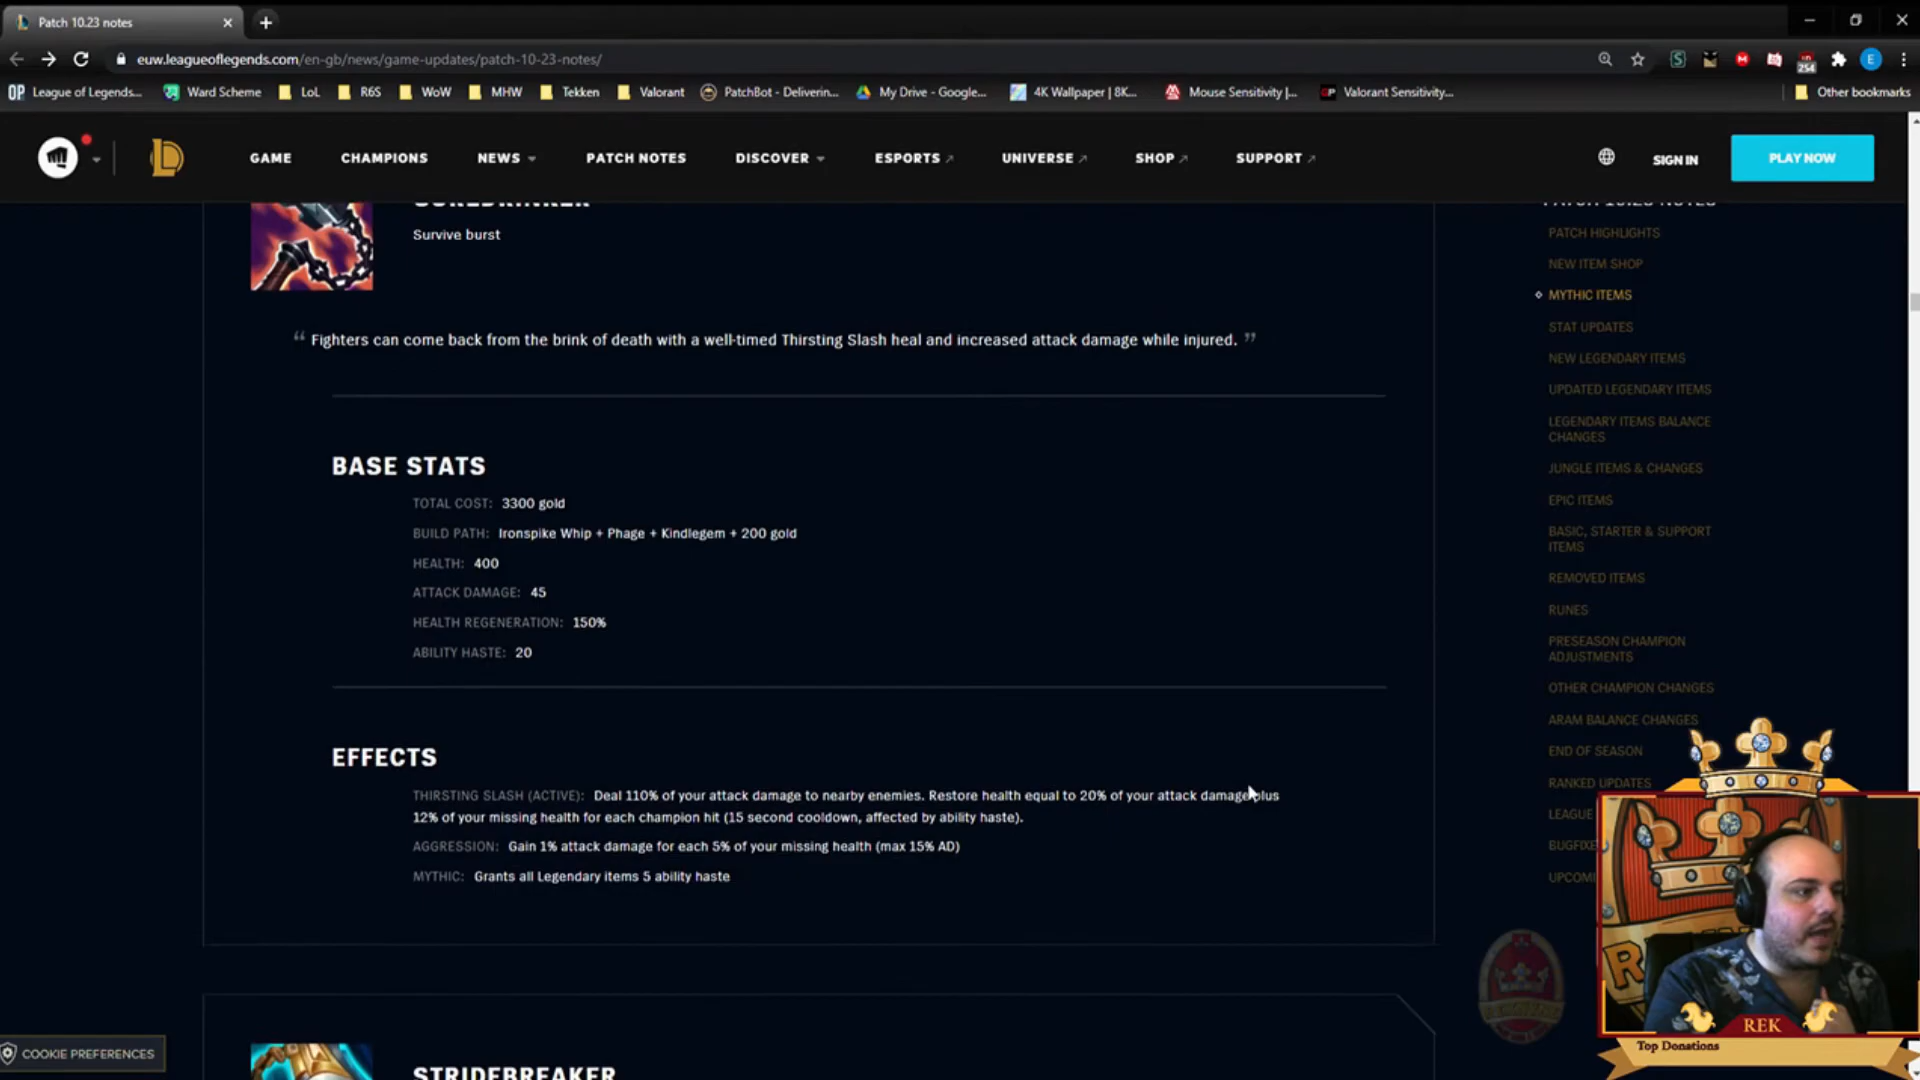 Patch 10.23 notes
euw.leagueoflegends.com/en-gb/news/game-updates/patch-10-23-notes/
254
E
OP League of Legends... Ward Scheme LoL R6S WoW MHW Tekken Valorant PatchBot - Deliverin... My Drive - Google... 4K Wallpaper | 8K... Mouse Sensitivity |... Valorant Sensitivity... Other bookmarks
GAME CHAMPIONS NEWS PATCH NOTES DISCOVER ESPORTS UNIVERSE SHOP SUPPORT SIGN IN PLAY NOW
GOREDRINKER
Survive burst
“ Fighters can come back from the brink of death with a well-timed Thirsting Slash heal and increased attack damage while injured. ”
BASE STATS
TOTAL COST: 3300 gold
BUILD PATH: Ironspike Whip + Phage + Kindlegem + 200 gold
HEALTH: 400
ATTACK DAMAGE: 45
HEALTH REGENERATION: 150%
ABILITY HASTE: 20
EFFECTS
THIRSTING SLASH (ACTIVE): Deal 110% of your attack damage to nearby enemies. Restore health equal to 20% of your attack damage plus
12% of your missing health for each champion hit (15 second cooldown, affected by ability haste).
AGGRESSION: Gain 1% attack damage for each 5% of your missing health (max 15% AD)
MYTHIC: Grants all Legendary items 5 ability haste
STRIDEBREAKER
PATCH 10.23 NOTES
PATCH HIGHLIGHTS
NEW ITEM SHOP
MYTHIC ITEMS
STAT UPDATES
NEW LEGENDARY ITEMS
UPDATED LEGENDARY ITEMS
LEGENDARY ITEMS BALANCE
CHANGES
JUNGLE ITEMS & CHANGES
EPIC ITEMS
BASIC, STARTER & SUPPORT
ITEMS
REMOVED ITEMS
RUNES
PRESEASON CHAMPION
ADJUSTMENTS
OTHER CHAMPION CHANGES
ARAM BALANCE CHANGES
END OF SEASON
RANKED UPDATES
LEAGUE
BUGFIXE
UPCOMI
REK
Top Donations
COOKIE PREFERENCES